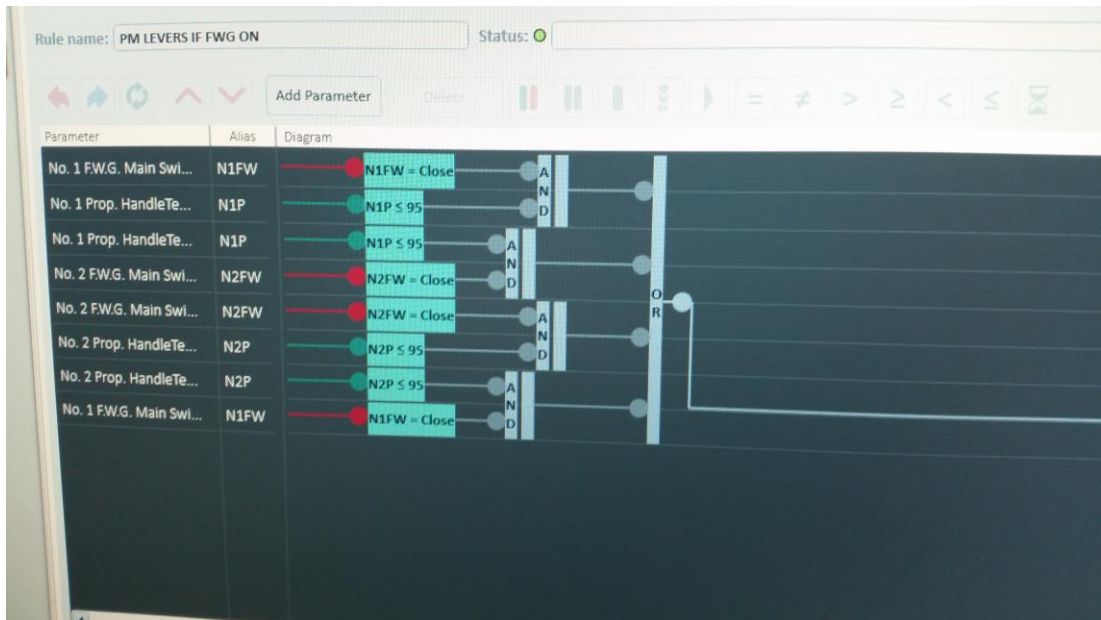 Rule name: PM LEVERS IF FWG ON Status:
Add Parameter Delete = ≠ > ≥ < ≤
Parameter Alias Diagram
No. 1 F.W.G. Main Swi... N1FW N1FW = Close
No. 1 Prop. HandleTe... N1P N1P ≤ 95
AND
No. 1 Prop. HandleTe... N1P N1P ≤ 95
No. 2 F.W.G. Main Swi... N2FW N2FW = Close
AND
OR
No. 2 F.W.G. Main Swi... N2FW N2FW = Close
No. 2 Prop. HandleTe... N2P N2P ≤ 95
AND
No. 2 Prop. HandleTe... N2P N2P ≤ 95
No. 1 F.W.G. Main Swi... N1FW N1FW = Close
AND